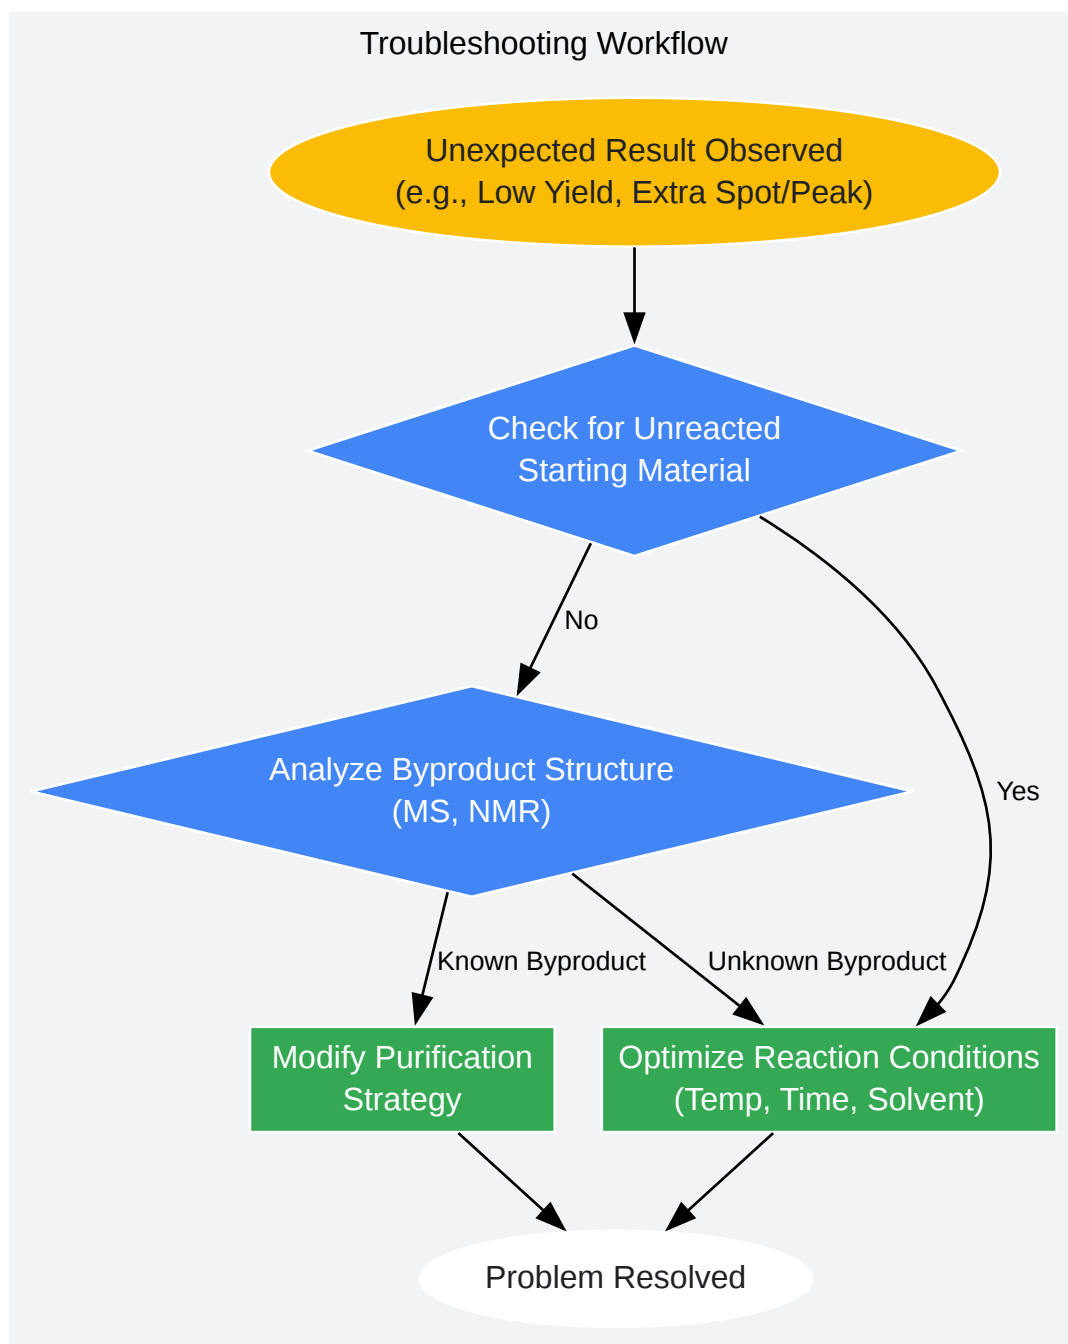 Troubleshooting Workflow
Unexpected Result Observed
(e.g., Low Yield, Extra Spot/Peak)
Check for Unreacted
Starting Material
No
Analyze Byproduct Structure
(MS, NMR)
Yes
Known Byproduct
Unknown Byproduct
Modify Purification
Strategy
Optimize Reaction Conditions
(Temp, Time, Solvent)
Problem Resolved